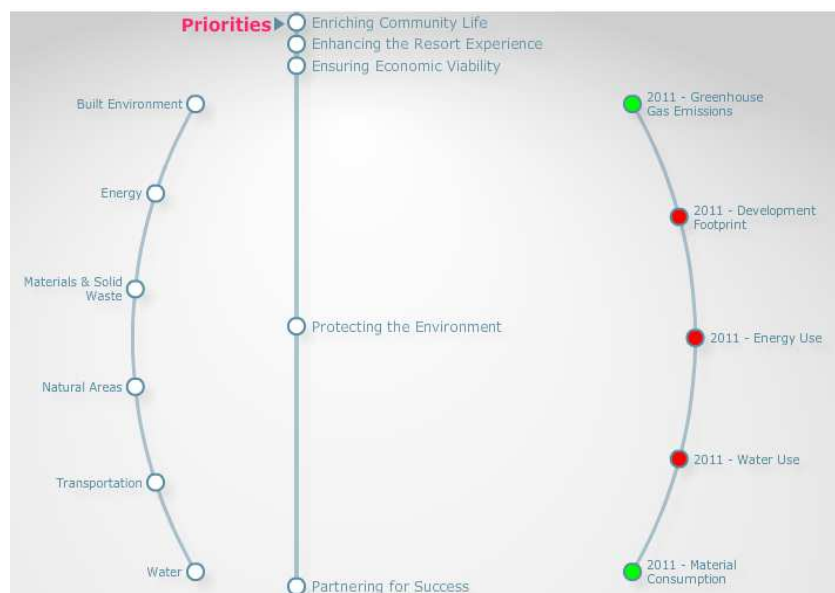 Priorities
Enriching Community Life
Enhancing the Resort Experience
Ensuring Economic Viability
Built Environment
Energy
Materials & Solid
Waste
Natural Areas
Transportation
Water
Protecting the Environment
Partnering for Success
2011 - Greenhouse
Gas Emissions
2011 - Development
Footprint
2011 - Energy Use
2011 - Water Use
2011 - Material
Consumption